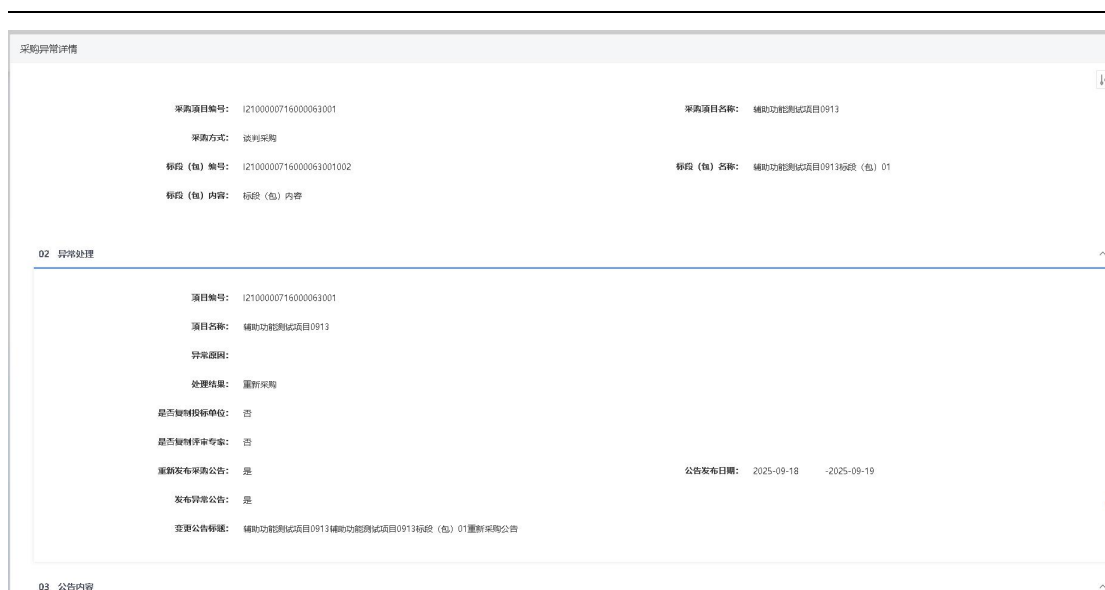 采购异常详情
采购项目编号： I2100000716000063001 采购项目名称： 辅助功能测试项目0913
采购方式： 谈判采购
标段（包）编号： I2100000716000063001002 标段（包）名称： 辅助功能测试项目0913标段（包）01
标段（包）内容： 标段（包）内容
02 异常处理
项目编号： I2100000716000063001
项目名称： 辅助功能测试项目0913
异常原因：
处理结果： 重新采购
是否复制投标单位： 否
是否复制评审专家： 否
重新发布采购公告： 是 公告发布日期： 2025-09-18 -2025-09-19
发布异常公告： 是
变更公告标题： 辅助功能测试项目0913辅助功能测试项目0913标段（包）01重新采购公告
03 公告内容